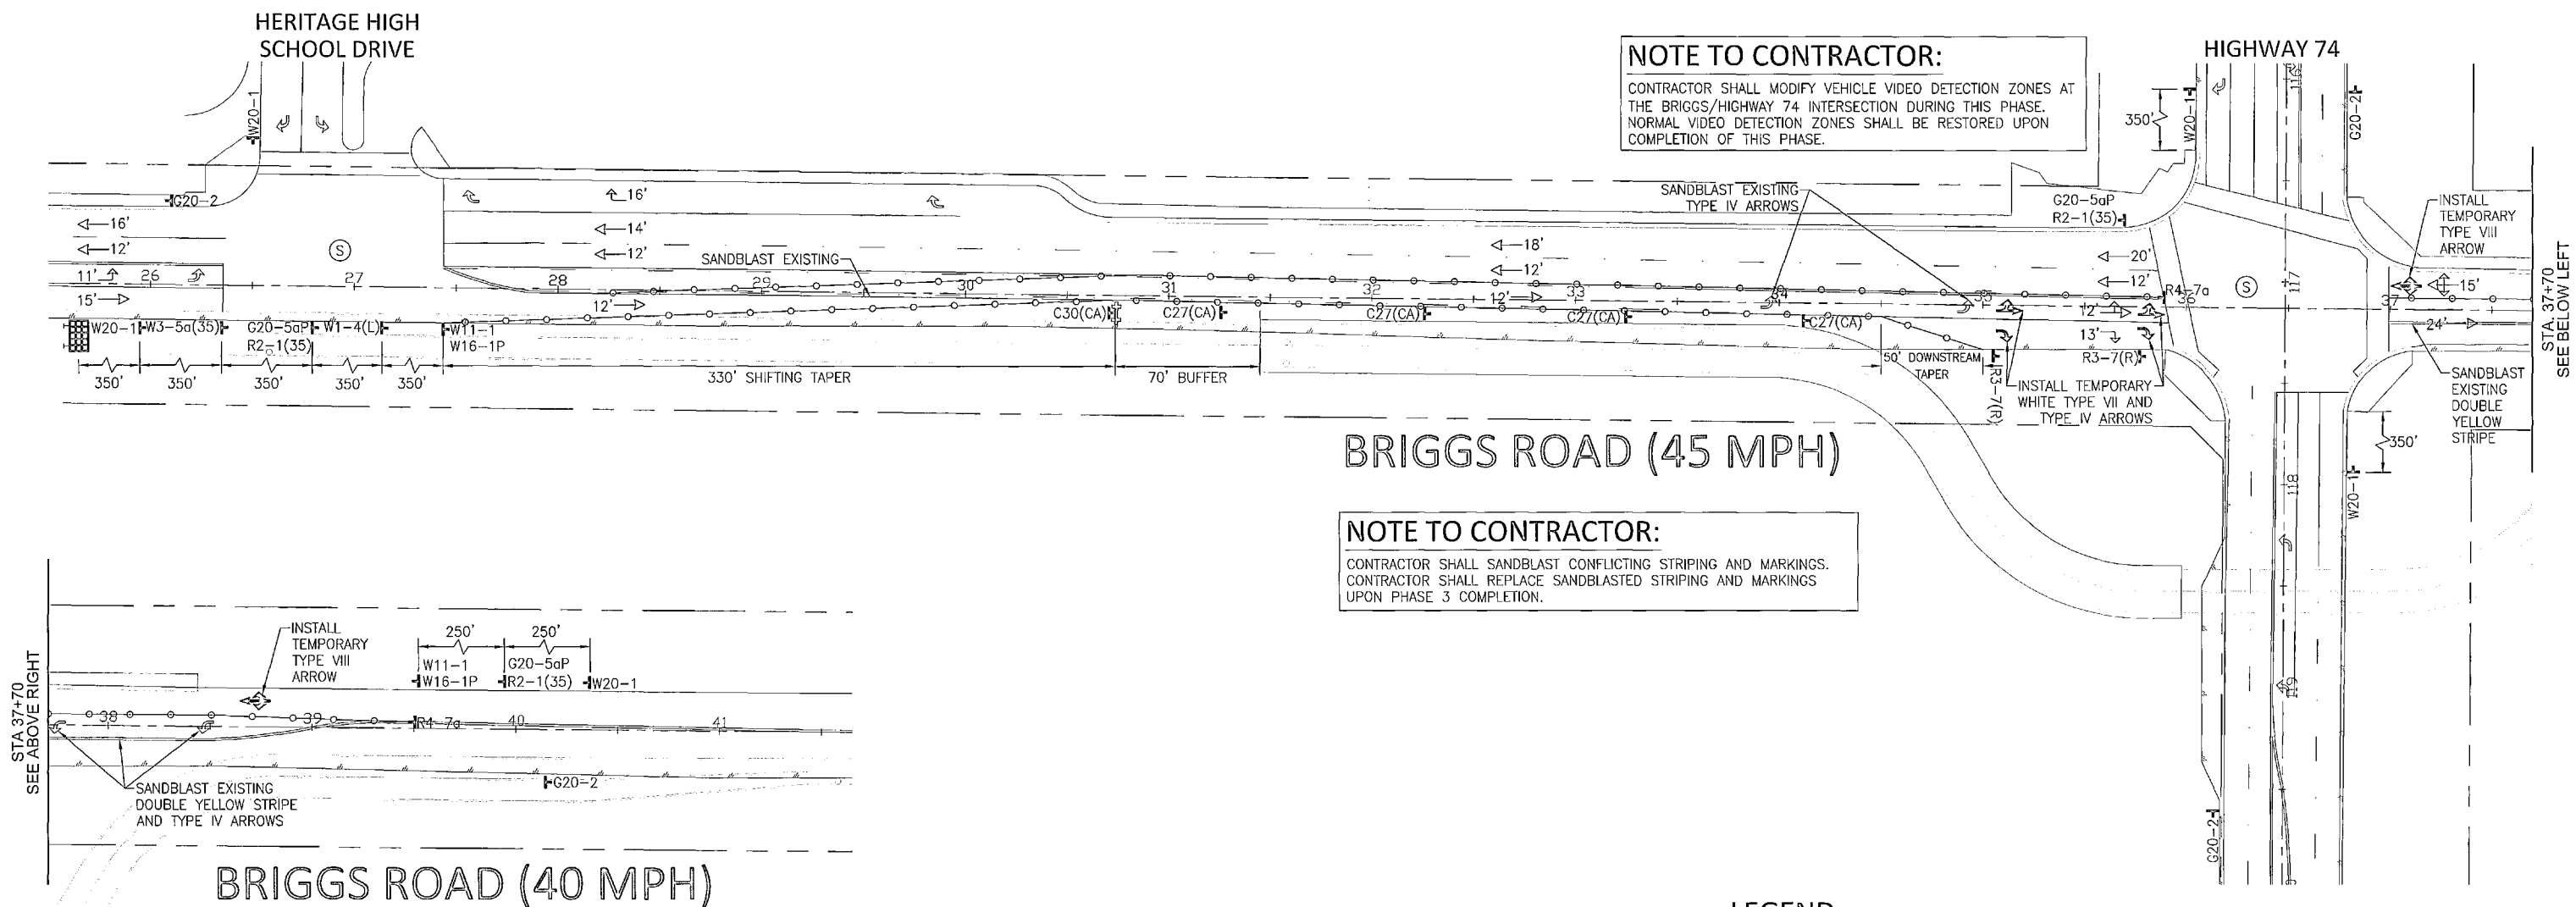 HERITAGE HIGH
SCHOOL DRIVE
NOTE TO CONTRACTOR:
CONTRACTOR SHALL MODIFY VEHICLE VIDEO DETECTION ZONES AT
THE BRIGGS/HIGHWAY 74 INTERSECTION DURING THIS PHASE.
NORMAL VIDEO DETECTION ZONES SHALL BE RESTORED UPON
COMPLETION OF THIS PHASE.
HIGHWAY 74
W20-1
G20-2
350'
W20-1
116
G20-2
SANDBLAST EXISTING
TYPE IV ARROWS
G20-5aP
R2-1(35)
INSTALL
TEMPORARY
TYPE VIII
ARROW
16'
12'
11'
26
15'
S
27
16'
14'
12'
SANDBLAST EXISTING
28
29
30
31
32
33
34
35
36
37
12'
18'
12'
12'
20'
12'
R4-7a
12'
13'
S
117
15'
24'
STA. 37+70
SEE BELOW LEFT
W20-1
W3-5a(35)
G20-5aP
R2-1(35)
W1-4(L)
W11-1
W16-1P
C30(CA)
C27(CA)
C27(CA)
C27(CA)
C27(CA)
R3-7(R)
R3-7(R)
350'
350'
350'
350'
350'
330' SHIFTING TAPER
70' BUFFER
50' DOWNSTREAM
TAPER
INSTALL TEMPORARY
WHITE TYPE VII AND
TYPE IV ARROWS
SANDBLAST
EXISTING
DOUBLE
YELLOW
STRIPE
350'
W20-1
118
119
G20-2
BRIGGS ROAD (45 MPH)
NOTE TO CONTRACTOR:
CONTRACTOR SHALL SANDBLAST CONFLICTING STRIPING AND MARKINGS.
CONTRACTOR SHALL REPLACE SANDBLASTED STRIPING AND MARKINGS
UPON PHASE 3 COMPLETION.
STA 37+70
SEE ABOVE RIGHT
INSTALL
TEMPORARY
TYPE VIII
ARROW
250'
250'
W11-1
W16-1P
G20-5aP
R2-1(35)
W20-1
38
39
R4-7a
40
41
G20-2
SANDBLAST EXISTING
DOUBLE YELLOW STRIPE
AND TYPE IV ARROWS
BRIGGS ROAD (40 MPH)
LEGEND